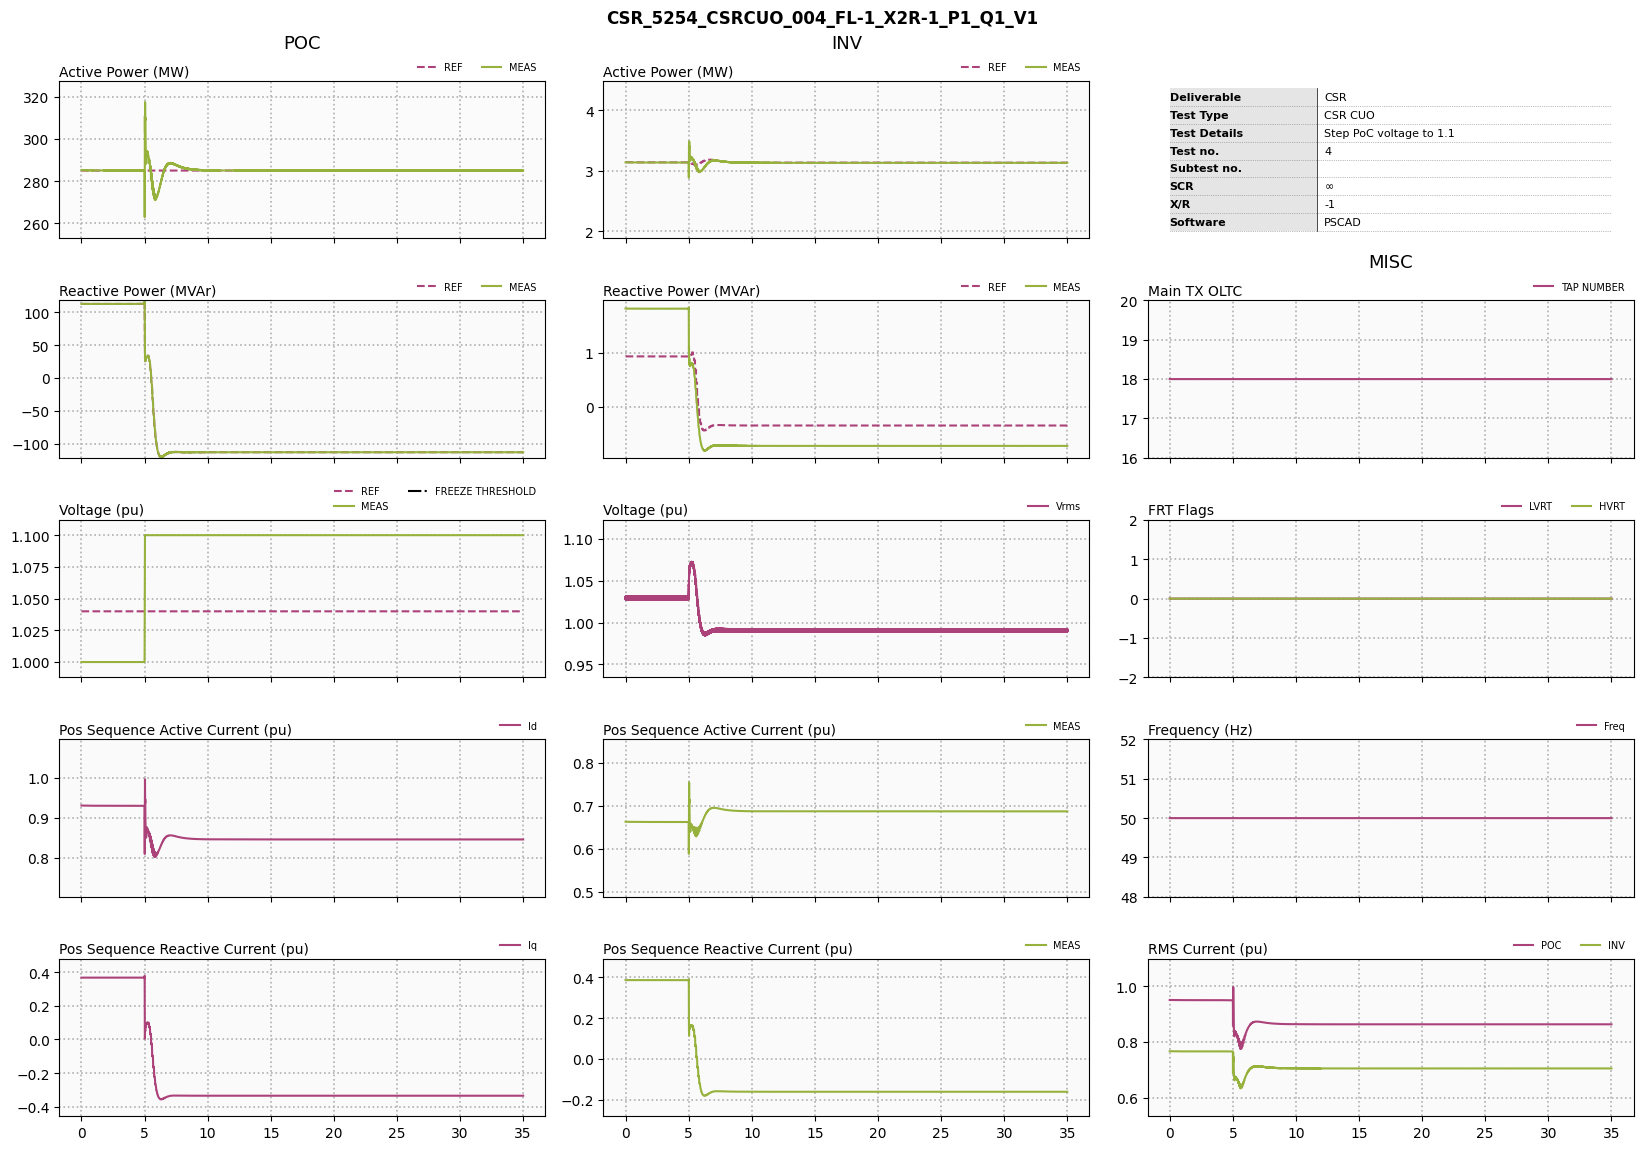 CSR_5254_CSRCUO_004_FL-1_X2R-1_P1_Q1_V1
POC
INV
Active Power (MW)
REF MEAS
320
300
280
260
Active Power (MW)
REF MEAS
4
3
2
Deliverable CSR
Test Type CSR CUO
Test Details Step PoC voltage to 1.1
Test no. 4
Subtest no.
SCR ∞
X/R -1
Software PSCAD
MISC
Reactive Power (MVAr)
REF MEAS
100
50
0
−50
−100
Reactive Power (MVAr)
REF MEAS
1
0
Main TX OLTC
TAP NUMBER
20
19
18
17
16
Voltage (pu)
REF FREEZE THRESHOLD
MEAS
1.100
1.075
1.050
1.025
1.000
Voltage (pu)
Vrms
1.10
1.05
1.00
0.95
FRT Flags
LVRT HVRT
2
1
0
−1
−2
Pos Sequence Active Current (pu)
Id
1.0
0.9
0.8
Pos Sequence Active Current (pu)
MEAS
0.8
0.7
0.6
0.5
Frequency (Hz)
Freq
52
51
50
49
48
Pos Sequence Reactive Current (pu)
Iq
0.4
0.2
0.0
−0.2
−0.4
0 5 10 15 20 25 30 35
Pos Sequence Reactive Current (pu)
MEAS
0.4
0.2
0.0
−0.2
0 5 10 15 20 25 30 35
RMS Current (pu)
POC INV
1.0
0.8
0.6
0 5 10 15 20 25 30 35